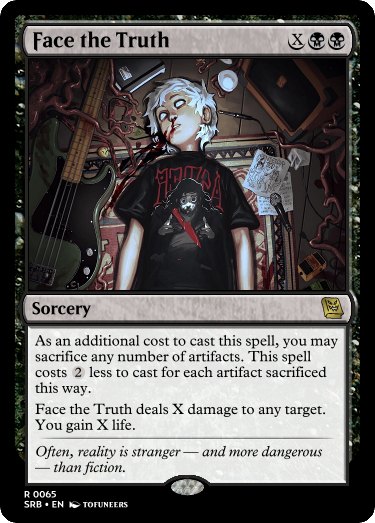 Face the Truth X
Sorcery
As an additional cost to cast this spell, you may
sacrifice any number of artifacts. This spell
costs 2 less to cast for each artifact sacrificed
this way.
Face the Truth deals X damage to any target.
You gain X life.
Often, reality is stranger — and more dangerous
— than fiction.
R 0065
SRB • EN TOFUNEERS